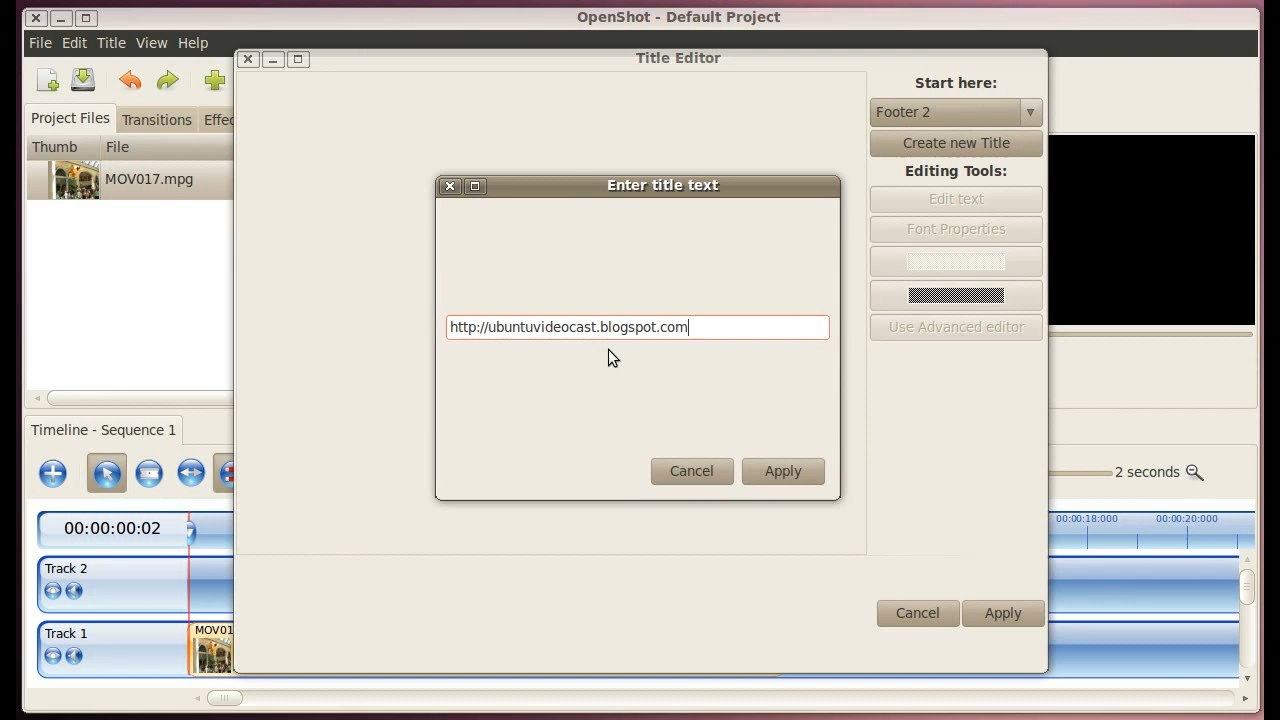 OpenShot - Default Project
File Edit Title View Help
Title Editor
Project Files Transitions Effec
Thumb File
MOV017.mpg
Start here:
Footer 2
Create new Title
Editing Tools:
Edit text
Font Properties
Use Advanced editor
Enter title text
http://ubuntuvideocast.blogspot.com
Cancel Apply
Timeline - Sequence 1
2 seconds
00:00:00:02
00:00:18:000 00:00:20:000
Track 2
Cancel Apply
Track 1
MOV01